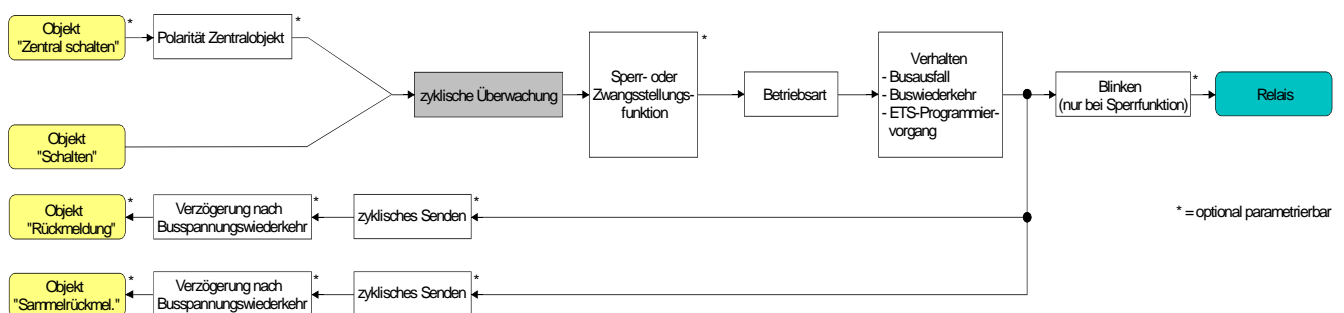 Objekt
"Zentral schalten"
*
Polarität Zentralobjekt
*
Objekt
"Schalten"
zyklische Überwachung
Sperr- oder
Zwangsstellungs-
funktion
*
Betriebsart
Verhalten
- Busausfall
- Buswiederkehr
- ETS-Programmier-
vorgang
Blinken
(nur bei Sperrfunktion)
*
Relais
Objekt
"Rückmeldung"
*
Verzögerung nach
Busspannungswiederkehr
*
zyklisches Senden
*
* = optional parametrierbar
Objekt
"Sammelrückmel."
*
Verzögerung nach
Busspannungswiederkehr
*
zyklisches Senden
*